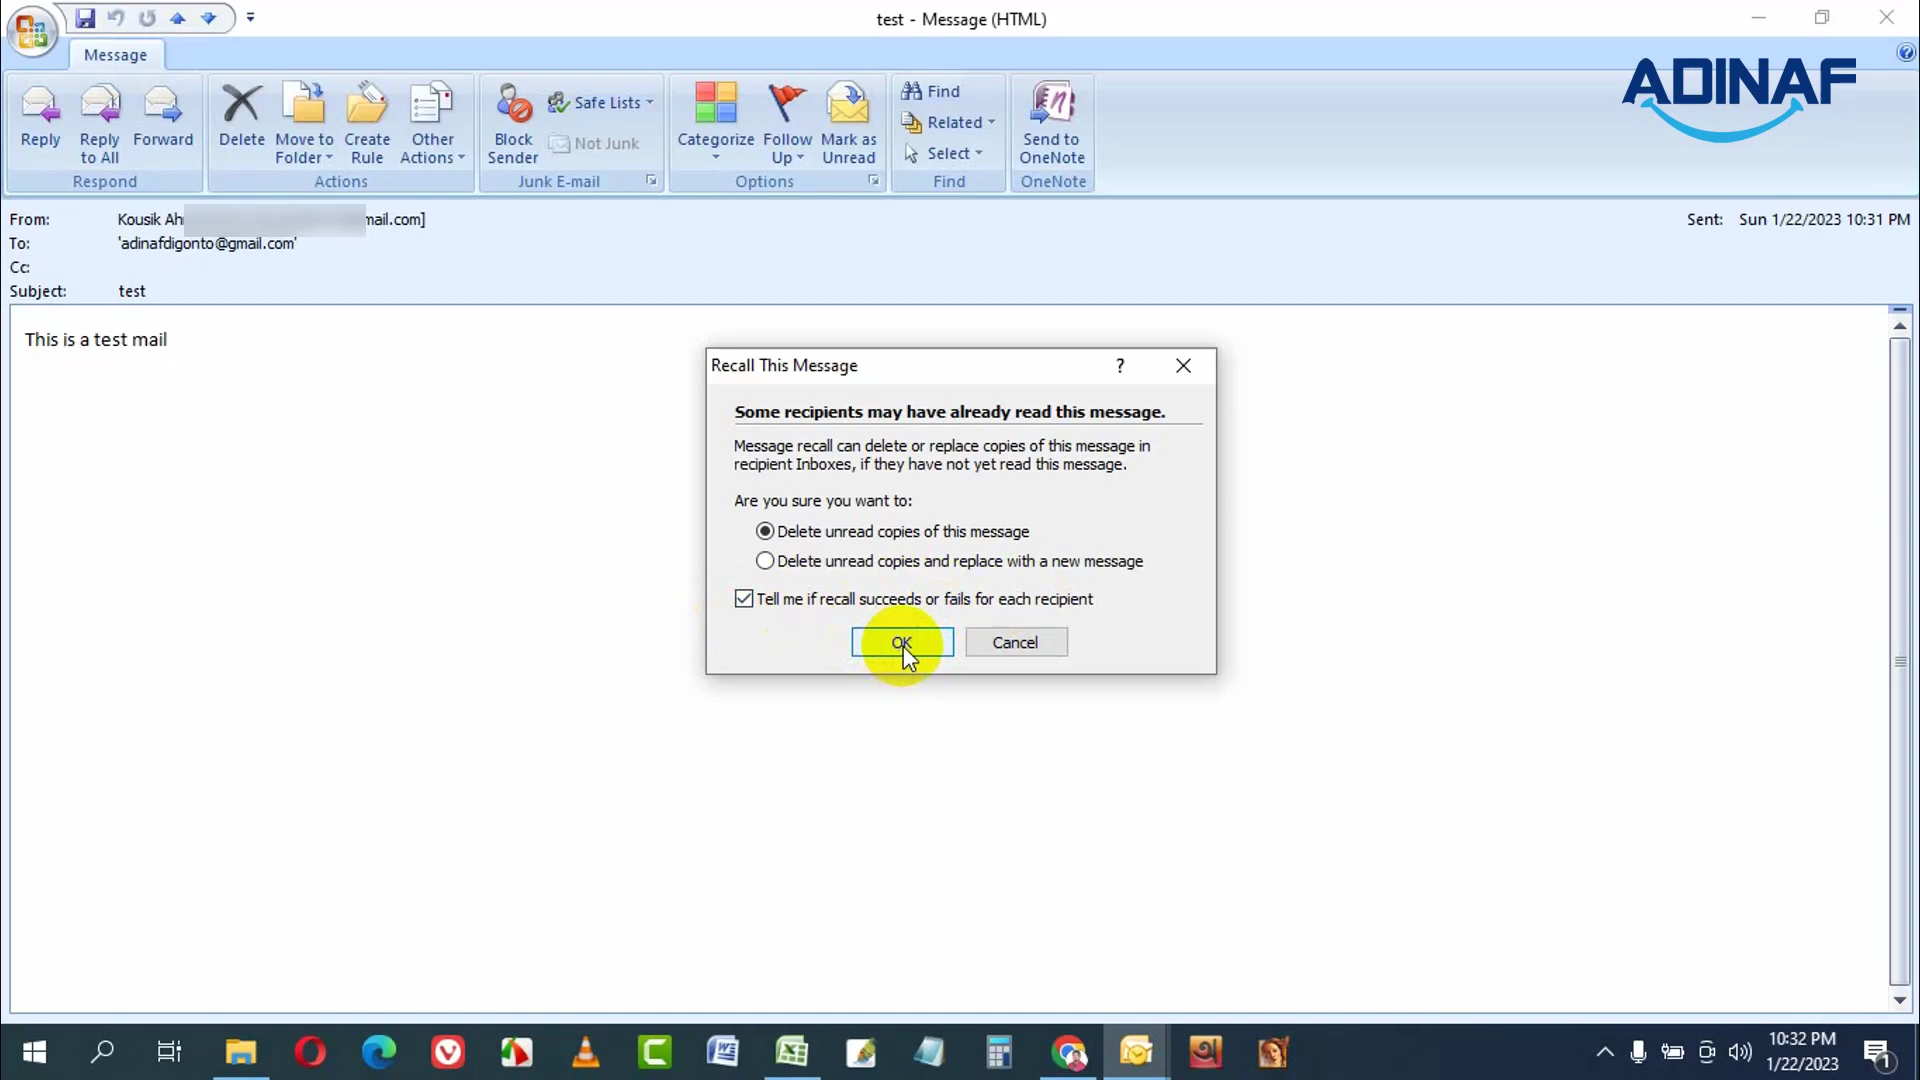 test - Message (HTML)
Message
ADINAF
Reply
Reply to All
Forward
Respond
Delete
Move to Folder
Create Rule
Other Actions
Actions
Block Sender
Safe Lists
Not Junk
Junk E-mail
Categorize
Follow Up
Mark as Unread
Options
Find
Related
Select
Find
Send to OneNote
OneNote
From: Kousik Ah mail.com]
Sent: Sun 1/22/2023 10:31 PM
To: 'adinafdigonto@gmail.com'
Cc:
Subject: test
This is a test mail
Recall This Message
?
Some recipients may have already read this message.
Message recall can delete or replace copies of this message in
recipient Inboxes, if they have not yet read this message.
Are you sure you want to:
Delete unread copies of this message
Delete unread copies and replace with a new message
Tell me if recall succeeds or fails for each recipient
OK
Cancel
10:32 PM
1/22/2023
1